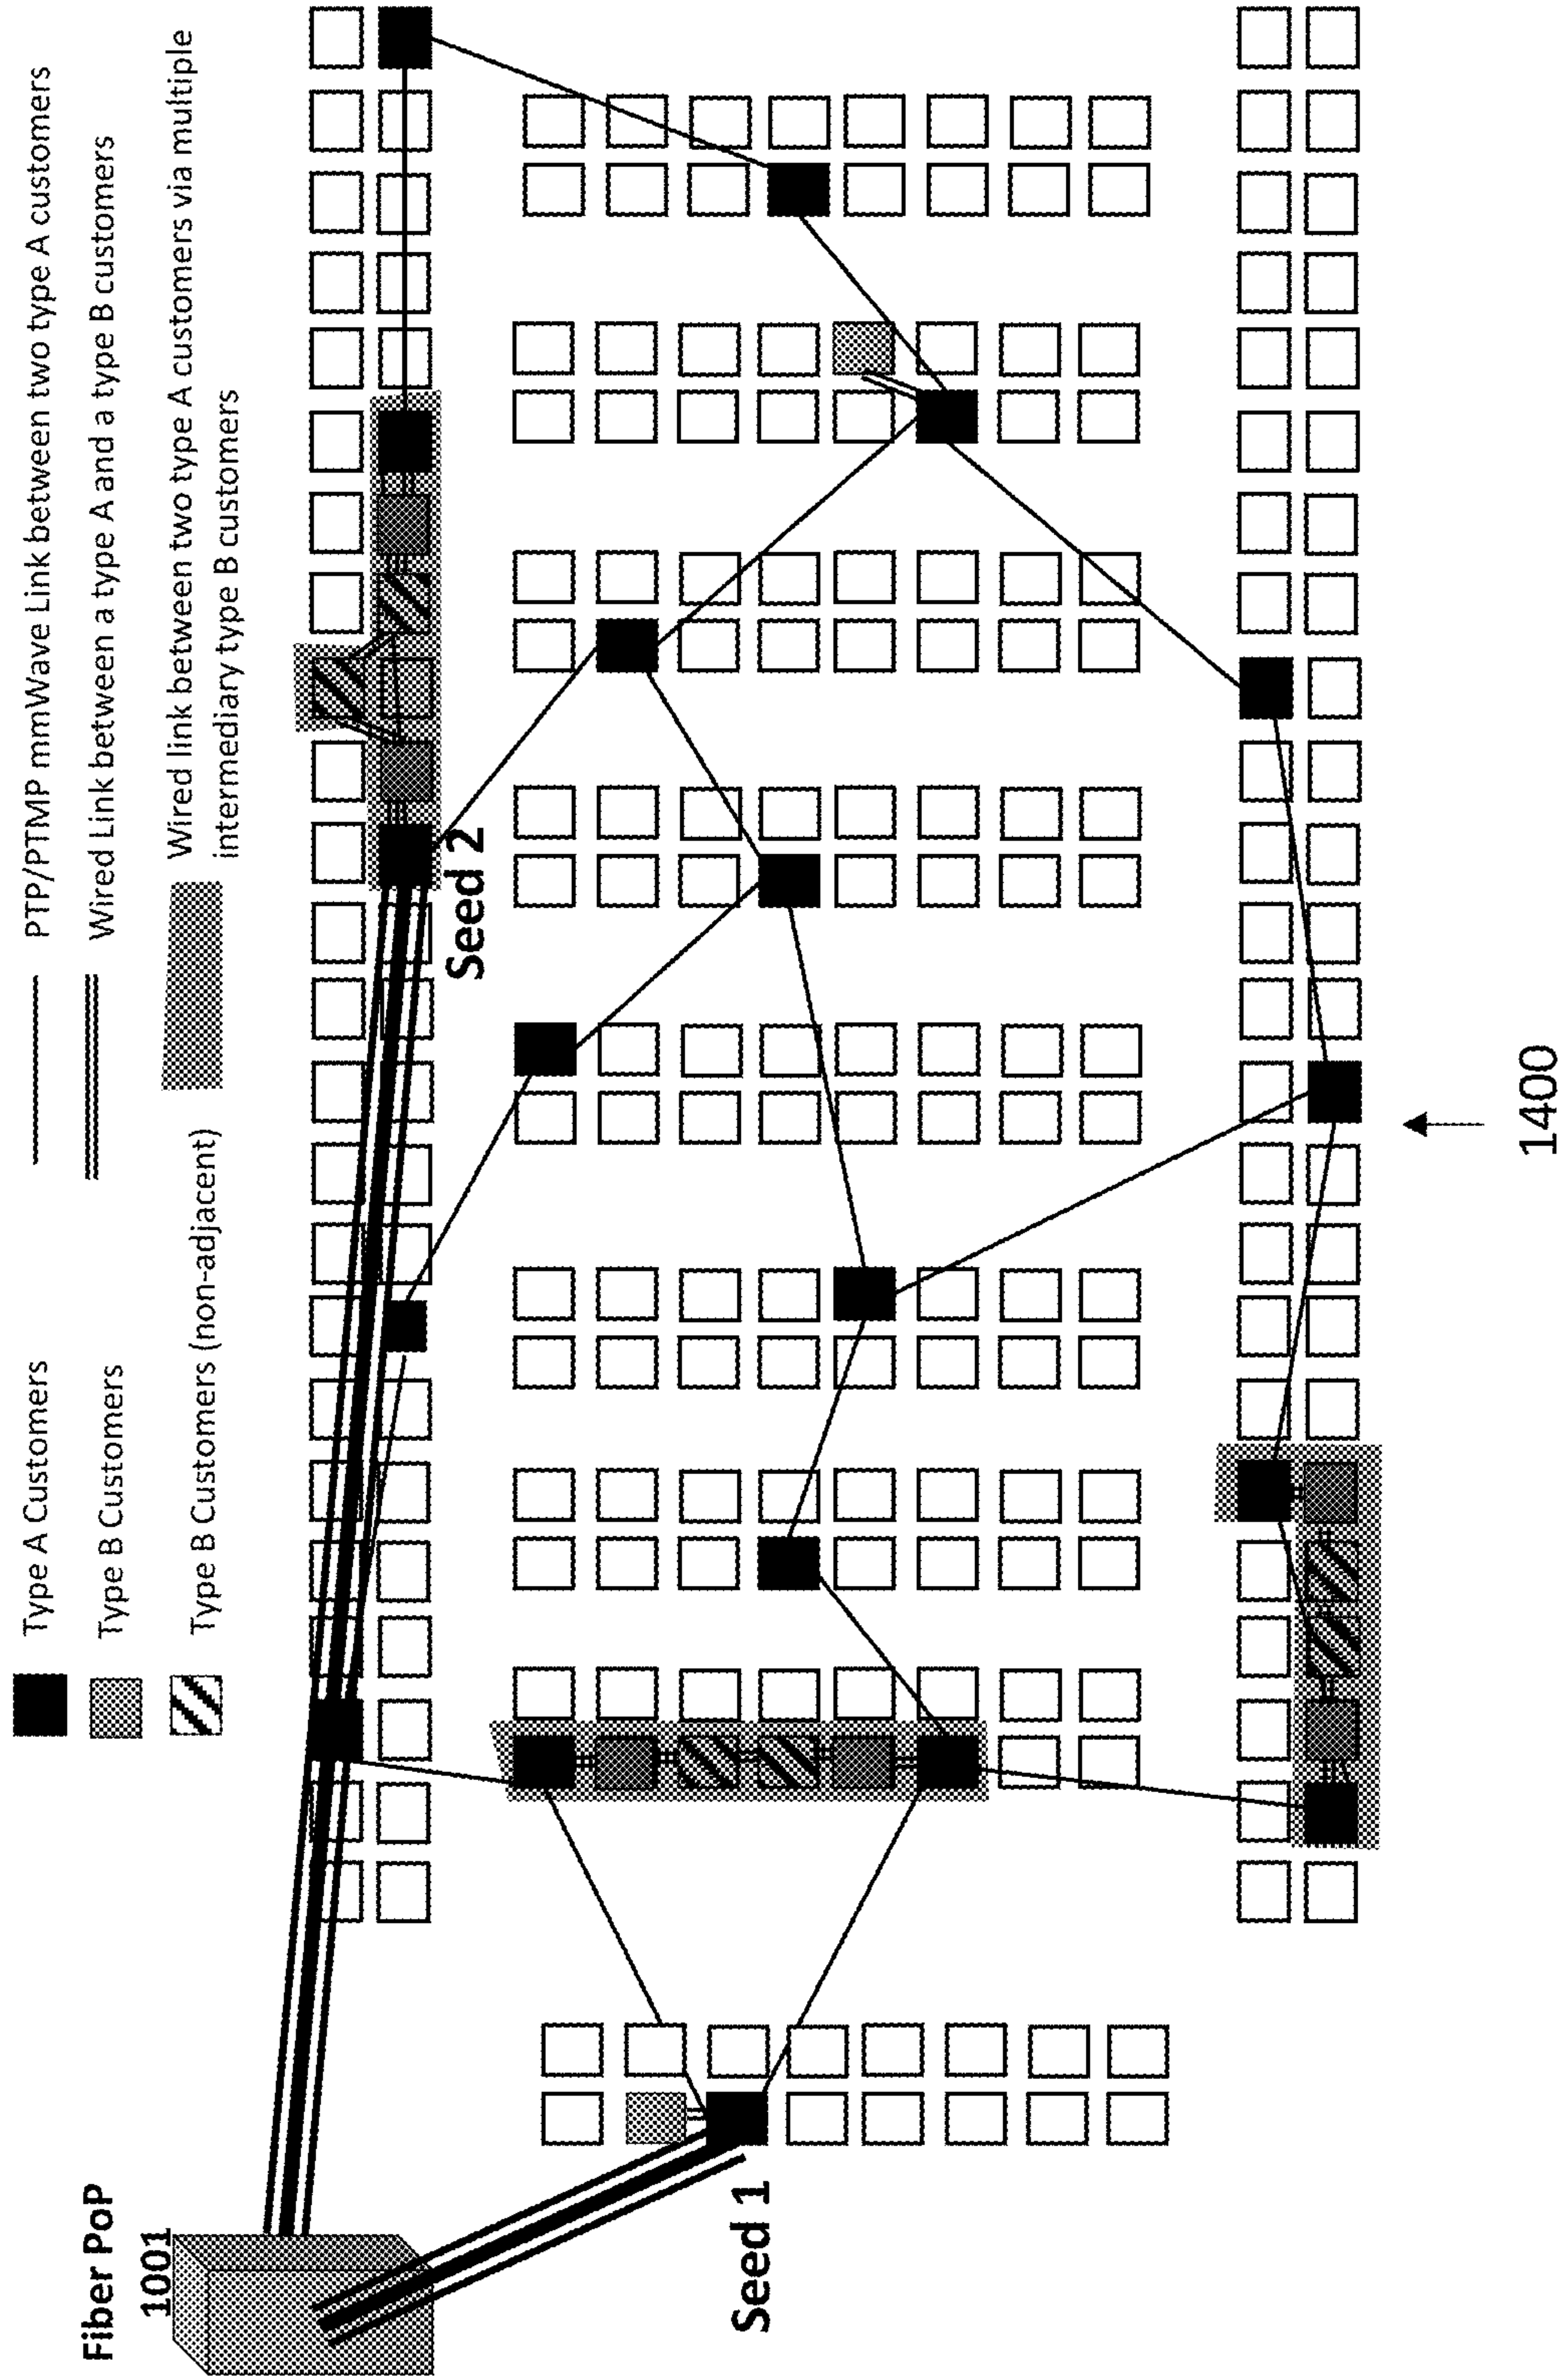 Type A Customers
PTP/PTMP mmWave Link between two type A customers
Type B Customers
Wired Link between a type A and a type B customers
Type B Customers (non-adjacent)
Wired link between two type A customers via multiple
intermediary type B customers
Fiber PoP
1001
Seed 2
Seed 1
1400